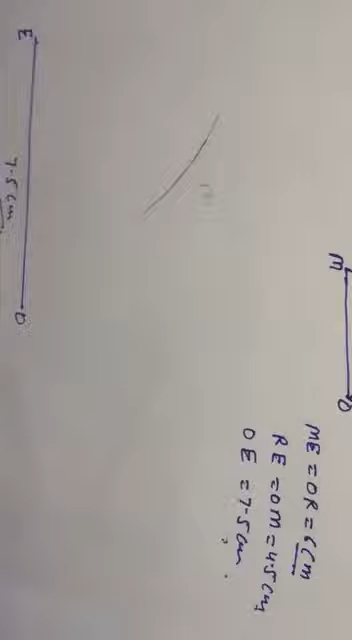 M
O
ME = OR = 6cm
RE = OM = 4.5cm
OE = 7.5cm.
E
7.5cm
O